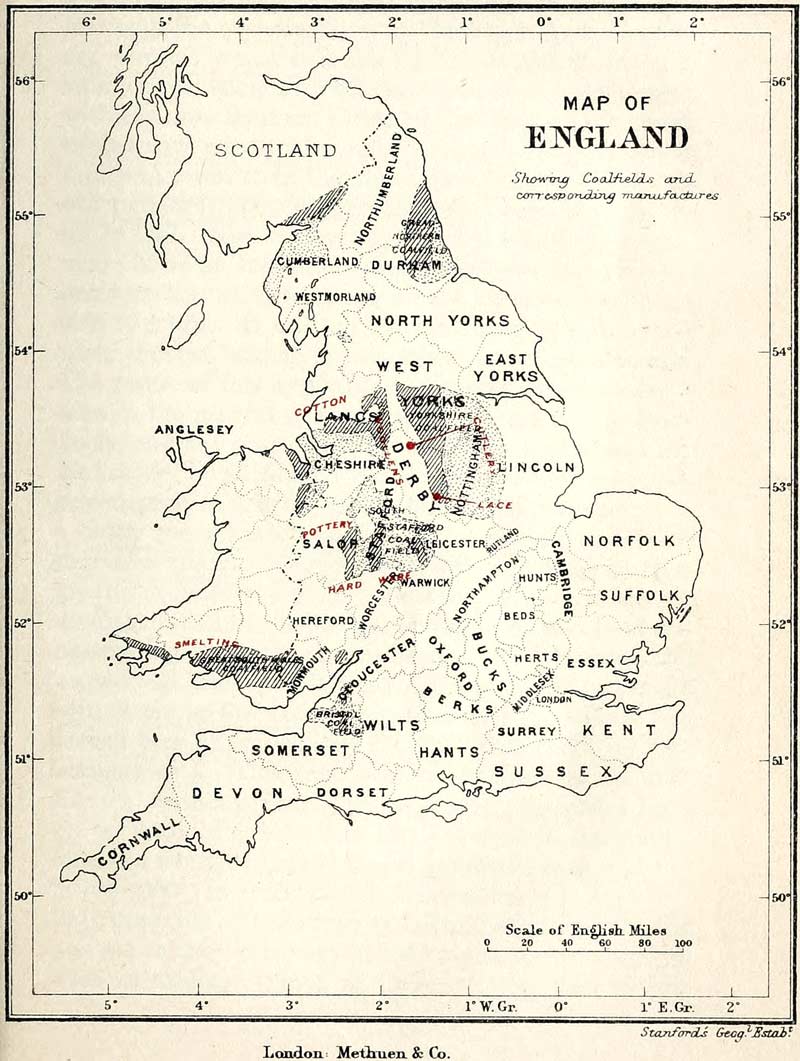 6° 5° 4° 3° 2° 1° 0° 1° 2°
MAP OF
ENGLAND
Showing Coalfields and
corresponding manufactures
56° 56°
SCOTLAND
NORTHUMBERLAND
55° 55°
GREAT
NORTHERN
COALFIELD
CUMBERLAND
DURHAM
WESTMORLAND
NORTH YORKS
54° 54°
WEST
YORKS
EAST
YORKS
COTTON
LANCS
YORKSHIRE
COALFIELD
WOOLLENS
CUTLERY
ANGLESEY
CHESHIRE
DERBY
NOTTINGHAM
LINCOLN
53° 53°
LACE
POTTERY
STAFFORD
SOUTH
STAFFORD
COAL
FIELD
SALOP
LEICESTER
RUTLAND
NORFOLK
HARD WARE
WORCESTER
WARWICK
NORTHAMPTON
HUNTS
CAMBRIDGE
SUFFOLK
BEDS
52° 52°
HEREFORD
SMELTING
GREAT SOUTH WALES
COALFIELD
MONMOUTH
GLOUCESTER
OXFORD
BUCKS
HERTS
ESSEX
MIDDLESEX
LONDON
BERKS
BRISTOL
COAL
FIELD
WILTS
SURREY
KENT
51° 51°
SOMERSET
HANTS
SUSSEX
DEVON
DORSET
CORNWALL
50° 50°
Scale of English Miles
0 20 40 60 80 100
5° 4° 3° 2° 1° W. Gr. 0° 1° E. Gr. 2°
Stanford's Geog.l Estab.t
London: Methuen & Co.